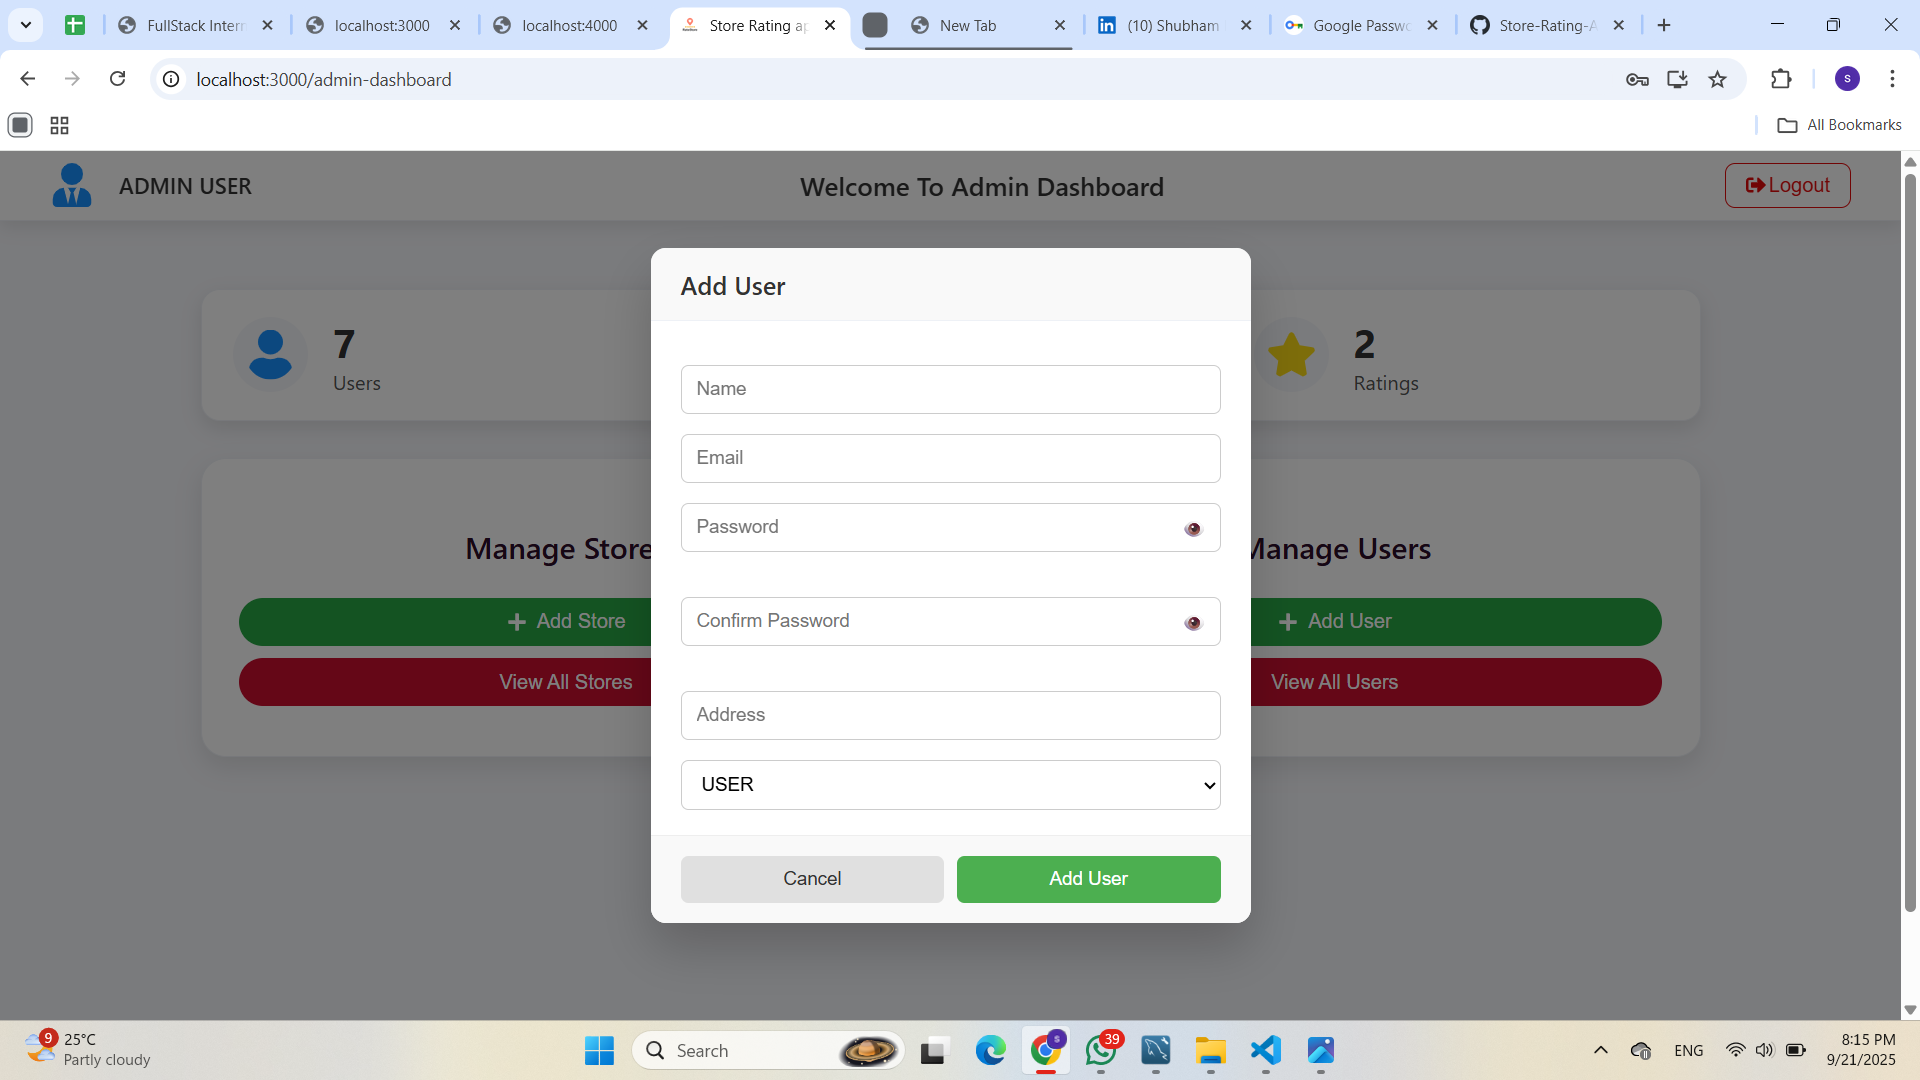 FullStack Intern
localhost:3000
localhost:4000
Store Rating ap
New Tab
(10) Shubham
Google Passwo
Store-Rating-A
localhost:3000/admin-dashboard
S
All Bookmarks
ADMIN USER
Welcome To Admin Dashboard
Logout
Add User
7
Users
2
Ratings
Name
Email
Password
Manage Store
Manage Users
Confirm Password
Add Store
Add User
View All Stores
View All Users
Address
USER
Cancel
Add User
9
25°C
Partly cloudy
Search
S
39
ENG
8:15 PM
9/21/2025